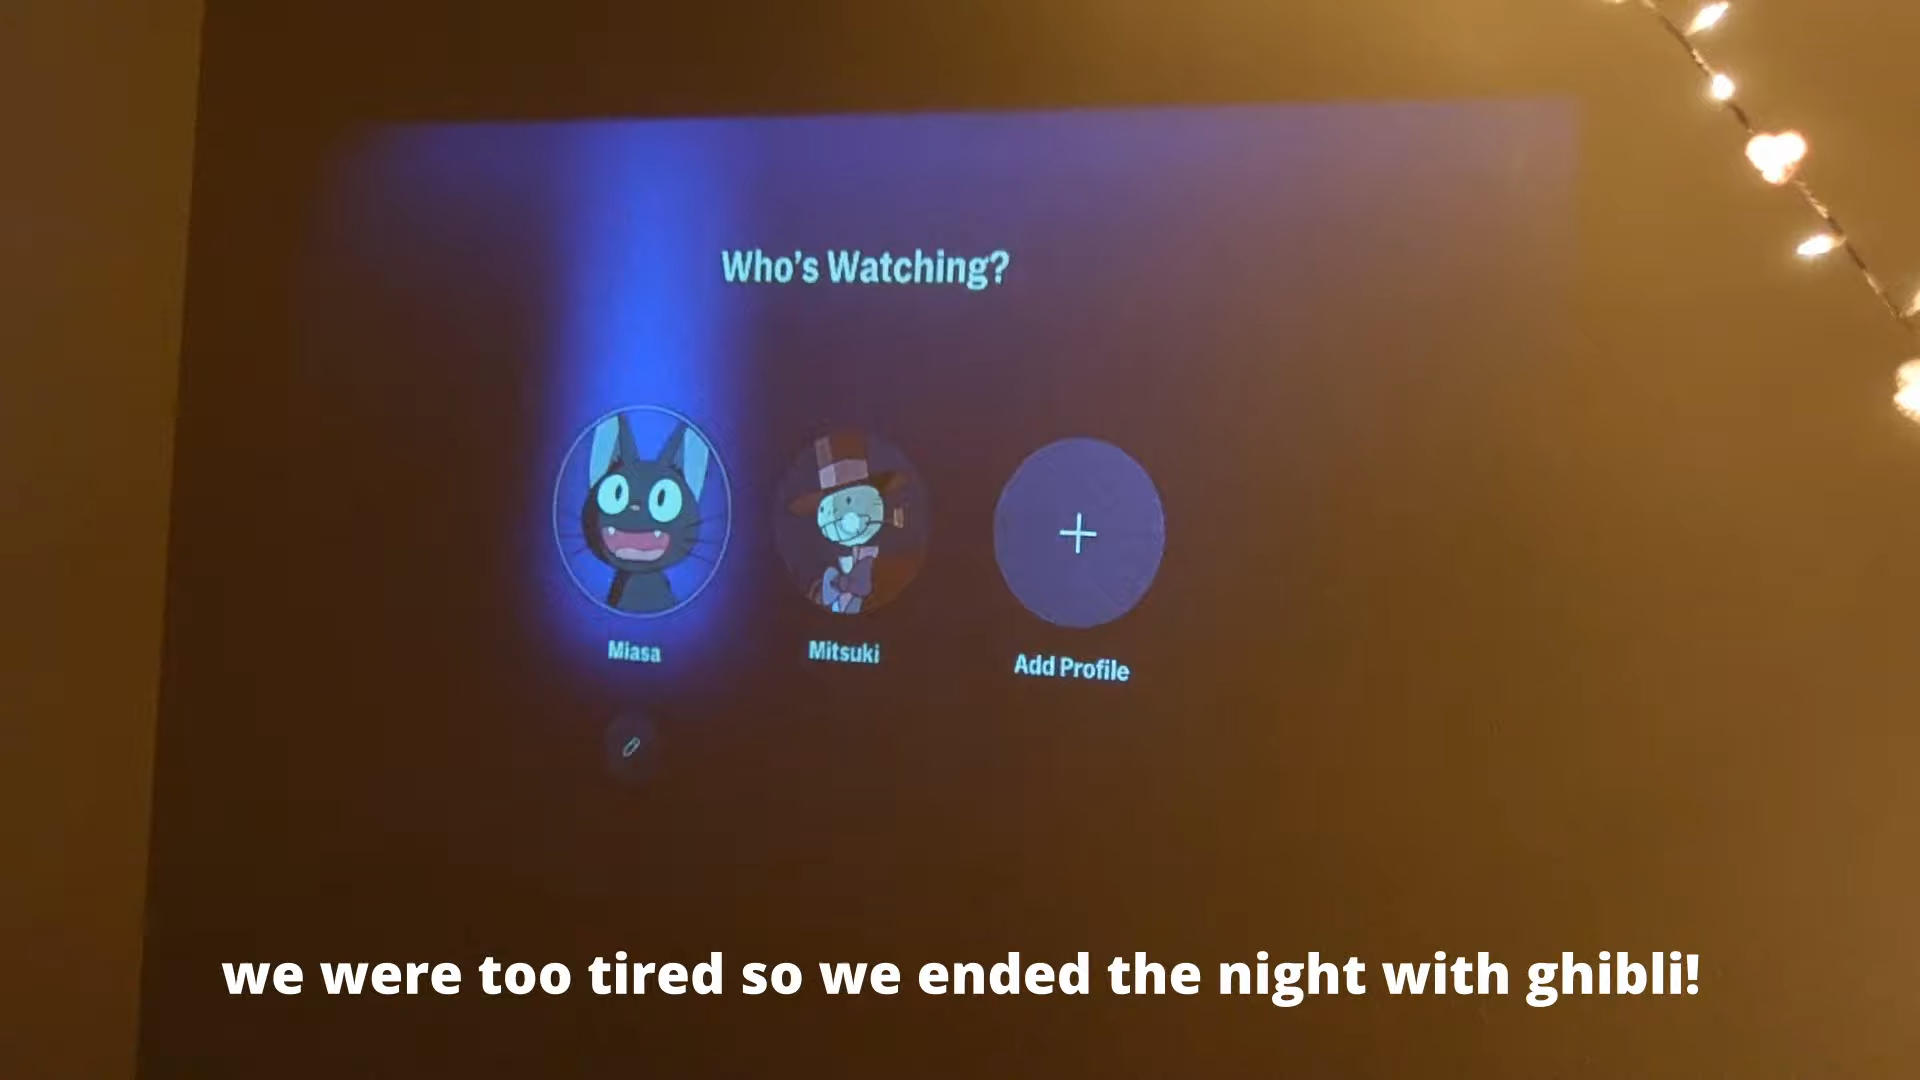 Who's Watching?
Miasa
Mitsuki
Add Profile
we were too tired so we ended the night with ghibli!